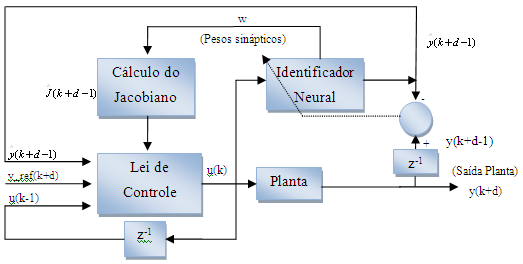 w
(Pesos sinápticos)
ŷ(k+d−1)
Cálculo do
Jacobiano
Identificador
Neural
Ĵ(k+d−1)
-
+
y(k+d-1)
z-1
(Saída Planta)
y(k+d)
ŷ(k+d−1)
y_ref(k+d)
u(k-1)
Lei de
Controle
u(k)
Planta
z-1